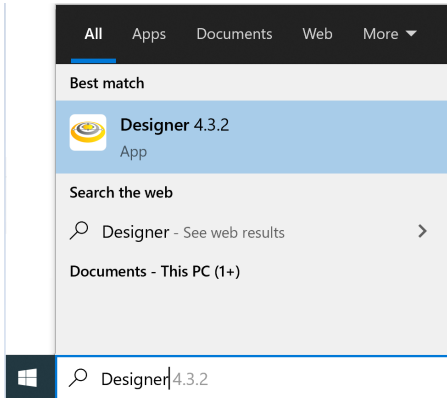 All Apps Documents Web More
Best match
Designer 4.3.2
App
Search the web
Designer - See web results
Documents - This PC (1+)
Designer 4.3.2